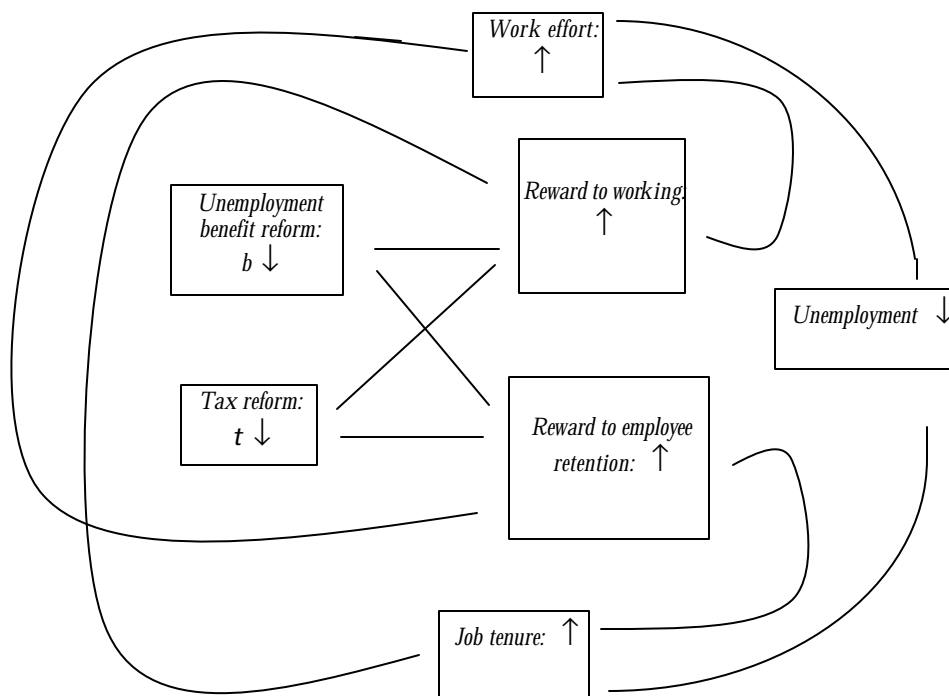 Work effort:
↑
Reward to working:
↑
Unemployment
benefit reform:
b ↓
Unemployment ↓
Tax reform:
t ↓
Reward to employee
retention: ↑
Job tenure: ↑